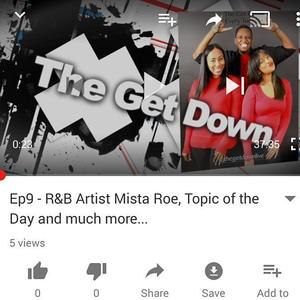 The Get Down
0:23
37:35
Ep9 - R&B Artist Mista Roe, Topic of the
Day and much more...
5 views
0
0
Share
Save
Add to